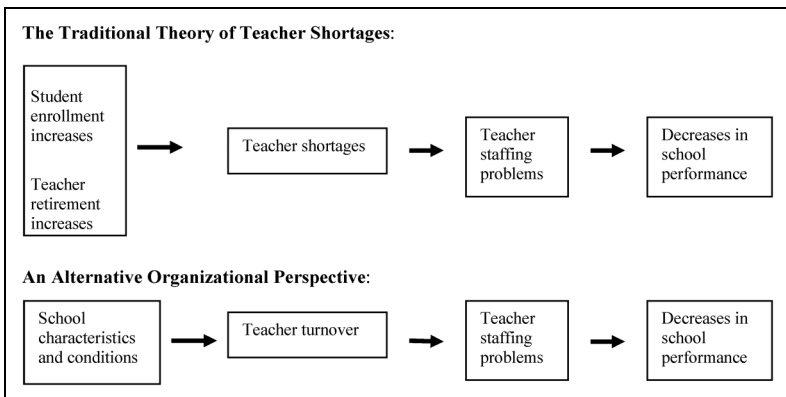 The Traditional Theory of Teacher Shortages:
Student
enrollment
increases
Teacher
retirement
increases
Teacher shortages
Teacher
staffing
problems
Decreases in
school
performance
An Alternative Organizational Perspective:
School
characteristics
and conditions
Teacher turnover
Teacher
staffing
problems
Decreases in
school
performance